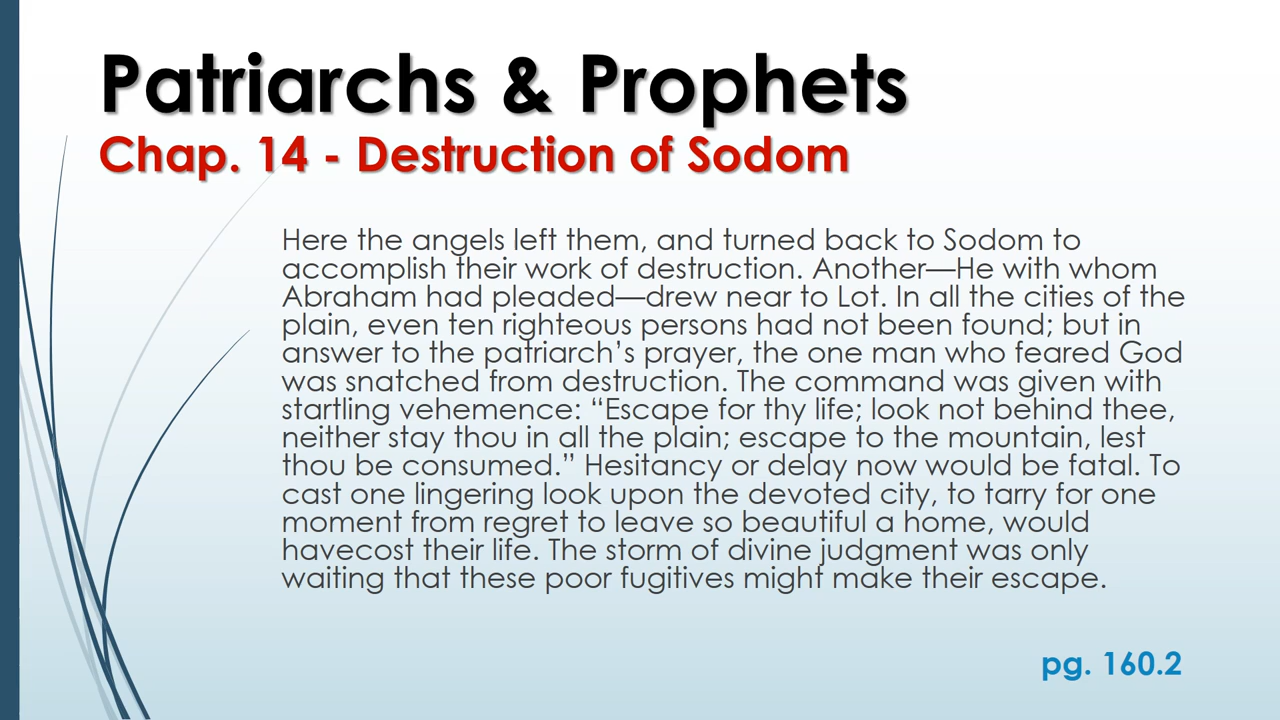 Patriarchs & Prophets
Chap. 14 - Destruction of Sodom
Here the angels left them, and turned back to Sodom to
accomplish their work of destruction. Another—He with whom
Abraham had pleaded—drew near to Lot. In all the cities of the
plain, even ten righteous persons had not been found; but in
answer to the patriarch’s prayer, the one man who feared God
was snatched from destruction. The command was given with
startling vehemence: “Escape for thy life; look not behind thee,
neither stay thou in all the plain; escape to the mountain, lest
thou be consumed.” Hesitancy or delay now would be fatal. To
cast one lingering look upon the devoted city, to tarry for one
moment from regret to leave so beautiful a home, would
havecost their life. The storm of divine judgment was only
waiting that these poor fugitives might make their escape.
pg. 160.2